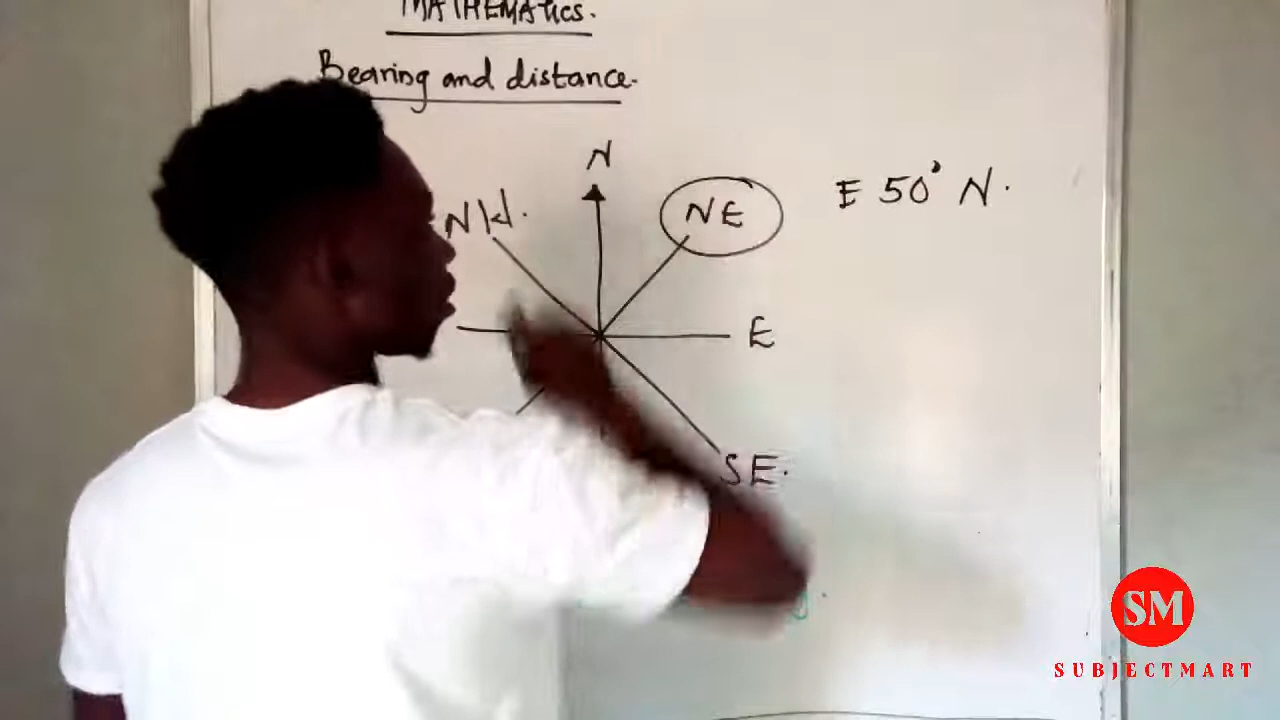 MATHEMATICS.
Bearing and distance.
N
NW.
NE
E 50° N.
E
SE.
SM
SUBJECTMART